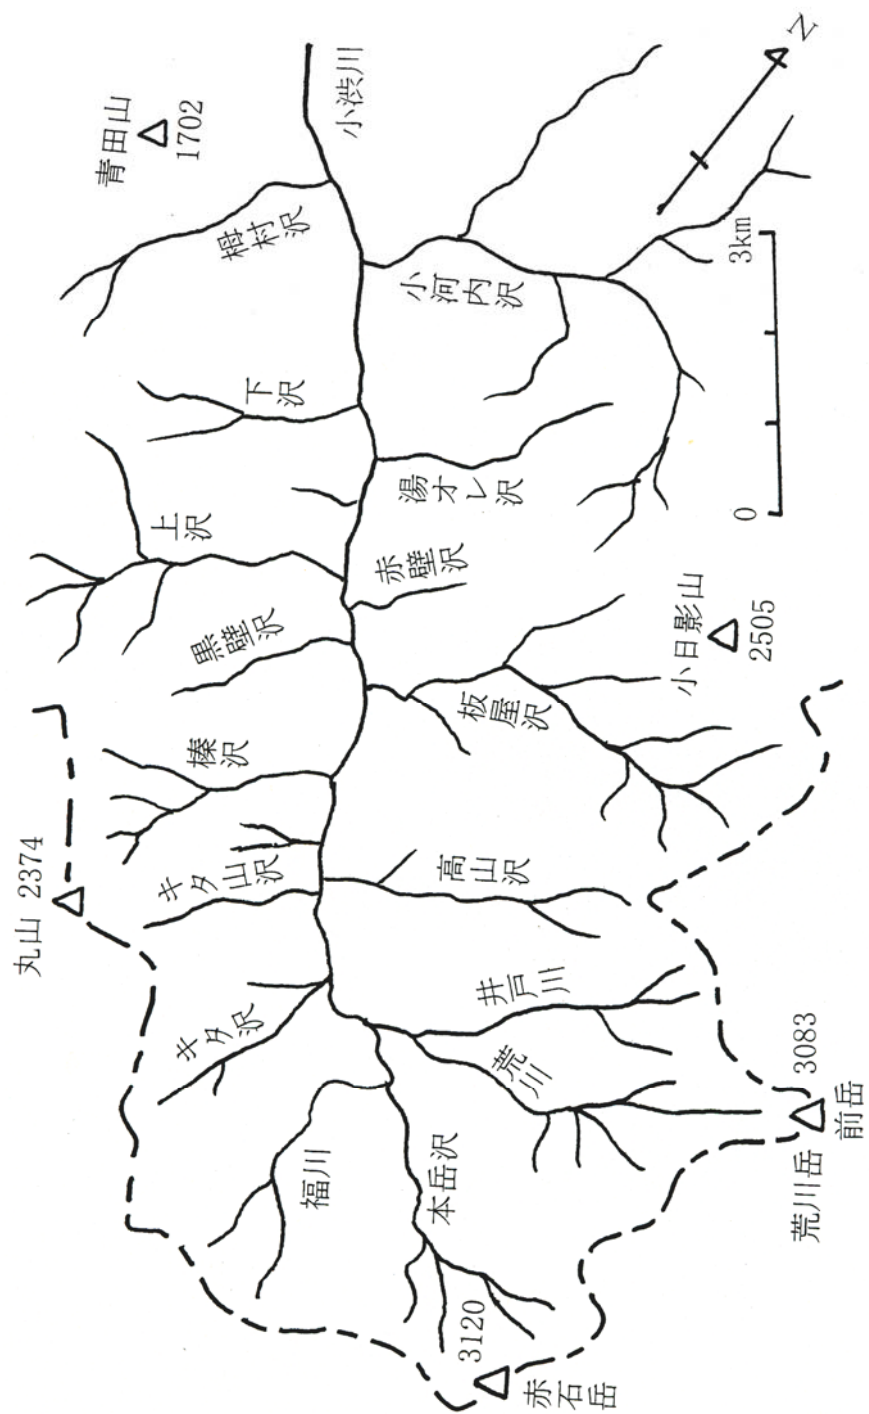 青田山
1702
小渋川
N
栂村沢
小河内沢
3km
0
下沢
湯オレ沢
上沢
赤壁沢
黒壁沢
小日影山
2505
板屋沢
榛沢
丸山 2374
キタ山沢
高山沢
キタ沢
井戸川
荒川
3083
前岳
荒川岳
福川
本岳沢
3120
赤石岳